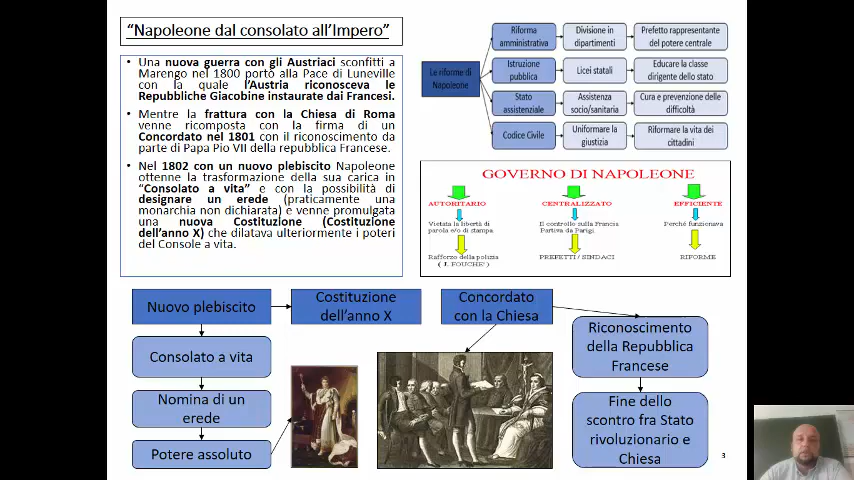 “Napoleone dal consolato all’Impero”
• Una nuova guerra con gli Austriaci sconfitti a
Marengo nel 1800 portò alla Pace di Luneville
con la quale l’Austria riconosceva le
Repubbliche Giacobine instaurate dai Francesi.
• Mentre la frattura con la Chiesa di Roma
venne ricomposta con la firma di un
Concordato nel 1801 con il riconoscimento da
parte di Papa Pio VII della repubblica Francese.
• Nel 1802 con un nuovo plebiscito Napoleone
ottenne la trasformazione della sua carica in
“Consolato a vita” e con la possibilità di
designare un erede (praticamente una
monarchia non dichiarata) e venne promulgata
una nuova Costituzione (Costituzione
dell’anno X) che dilatava ulteriormente i poteri
del Console a vita.
Le riforme di
Napoleone
Riforma
amministrativa
Divisione in
dipartimenti
Prefetto rappresentante
del potere centrale
Istruzione
pubblica
Licei statali
Educare la classe
dirigente dello stato
Stato
assistenziale
Assistenza
socio/sanitaria
Cura e prevenzione delle
difficoltà
Codice Civile
Uniformare la
giustizia
Riformare la vita dei
cittadini
GOVERNO DI NAPOLEONE
AUTORITARIO
Vietata la libertà di
parola e/o di stampa
Rafforzo della polizia
( J. FOUCHE’ )
CENTRALIZZATO
Il controllo sulla Francia
Partiva da Parigi
PREFETTI / SINDACI
EFFICIENTE
Perché funzionava
RIFORME
Nuovo plebiscito
Costituzione
dell’anno X
Consolato a vita
Nomina di un
erede
Potere assoluto
Concordato
con la Chiesa
Riconoscimento
della Repubblica
Francese
Fine dello
scontro fra Stato
rivoluzionario e
Chiesa
3